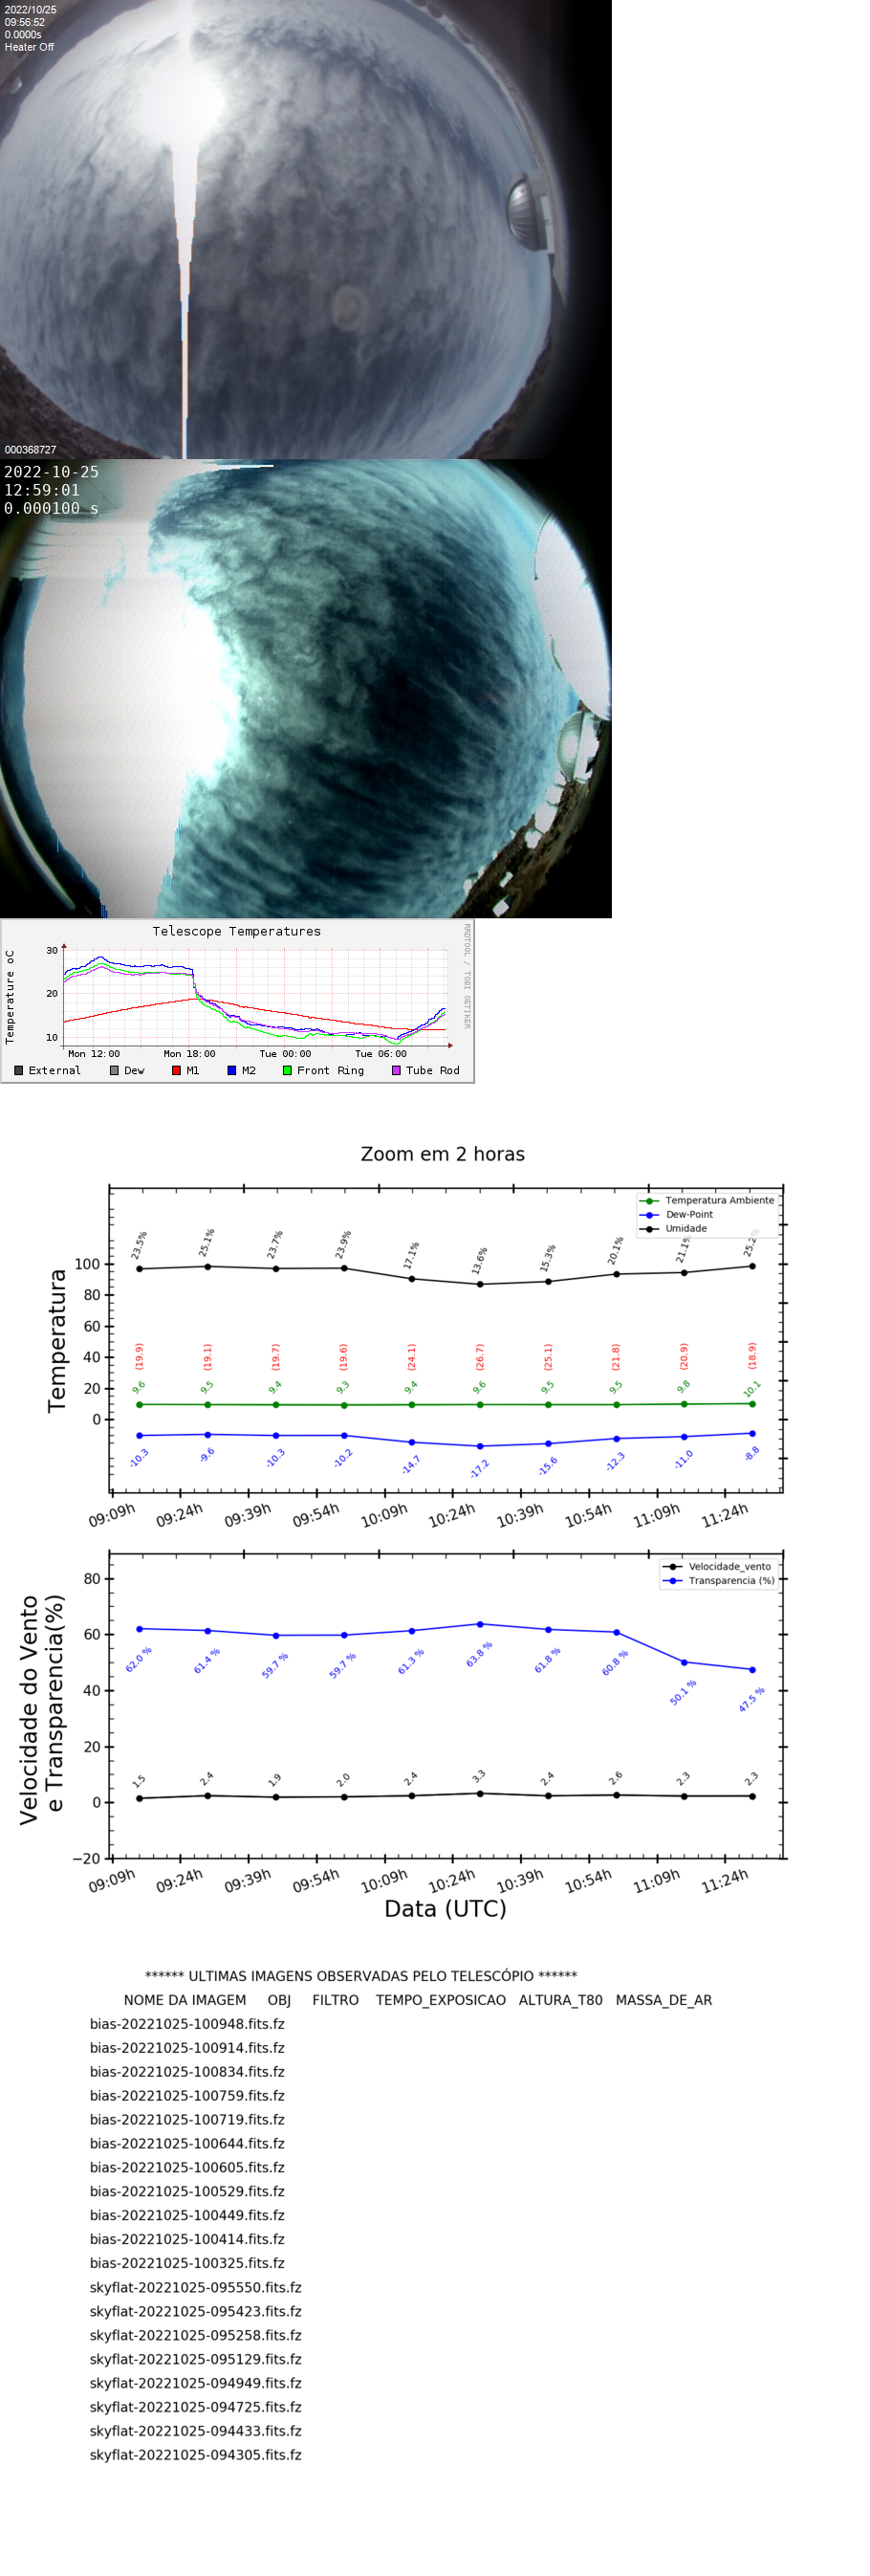 2022/10/25
09:56:52
0.0000s
Heater Off
000368727
2022-10-25
12:59:01
0.000100 s
Telescope Temperatures
RRDTOOL / TOBI OETIKER
Temperature oC
30
20
10
Mon 12:00 Mon 18:00 Tue 00:00 Tue 06:00
External Dew M1 M2 Front Ring Tube Rod
Zoom em 2 horas
Temperatura Ambiente
Dew-Point
Umidade
Temperatura
100
80
60
40
20
0
23.5% 25.1% 23.7% 23.9% 17.1% 13.6% 15.3% 20.1% 21.1% 25.2%
(19.9) (19.1) (19.7) (19.6) (24.1) (26.7) (25.1) (21.8) (20.9) (18.9)
9.6 9.5 9.4 9.3 9.4 9.6 9.5 9.5 9.8 10.1
-10.3 -9.6 -10.3 -10.2 -14.7 -17.2 -15.6 -12.3 -11.0 -8.8
09:09h 09:24h 09:39h 09:54h 10:09h 10:24h 10:39h 10:54h 11:09h 11:24h
Velocidade_vento
Transparencia (%)
Velocidade do Vento
e Transparencia(%)
80
60
40
20
0
−20
62.0 % 61.4 % 59.7 % 59.7 % 61.3 % 63.8 % 61.8 % 60.8 % 50.1 % 47.5 %
1.5 2.4 1.9 2.0 2.4 3.3 2.4 2.6 2.3 2.3
09:09h 09:24h 09:39h 09:54h 10:09h 10:24h 10:39h 10:54h 11:09h 11:24h
Data (UTC)
****** ULTIMAS IMAGENS OBSERVADAS PELO TELESCÓPIO ******
NOME DA IMAGEM OBJ FILTRO TEMPO_EXPOSICAO ALTURA_T80 MASSA_DE_AR
bias-20221025-100948.fits.fz
bias-20221025-100914.fits.fz
bias-20221025-100834.fits.fz
bias-20221025-100759.fits.fz
bias-20221025-100719.fits.fz
bias-20221025-100644.fits.fz
bias-20221025-100605.fits.fz
bias-20221025-100529.fits.fz
bias-20221025-100449.fits.fz
bias-20221025-100414.fits.fz
bias-20221025-100325.fits.fz
skyflat-20221025-095550.fits.fz
skyflat-20221025-095423.fits.fz
skyflat-20221025-095258.fits.fz
skyflat-20221025-095129.fits.fz
skyflat-20221025-094949.fits.fz
skyflat-20221025-094725.fits.fz
skyflat-20221025-094433.fits.fz
skyflat-20221025-094305.fits.fz